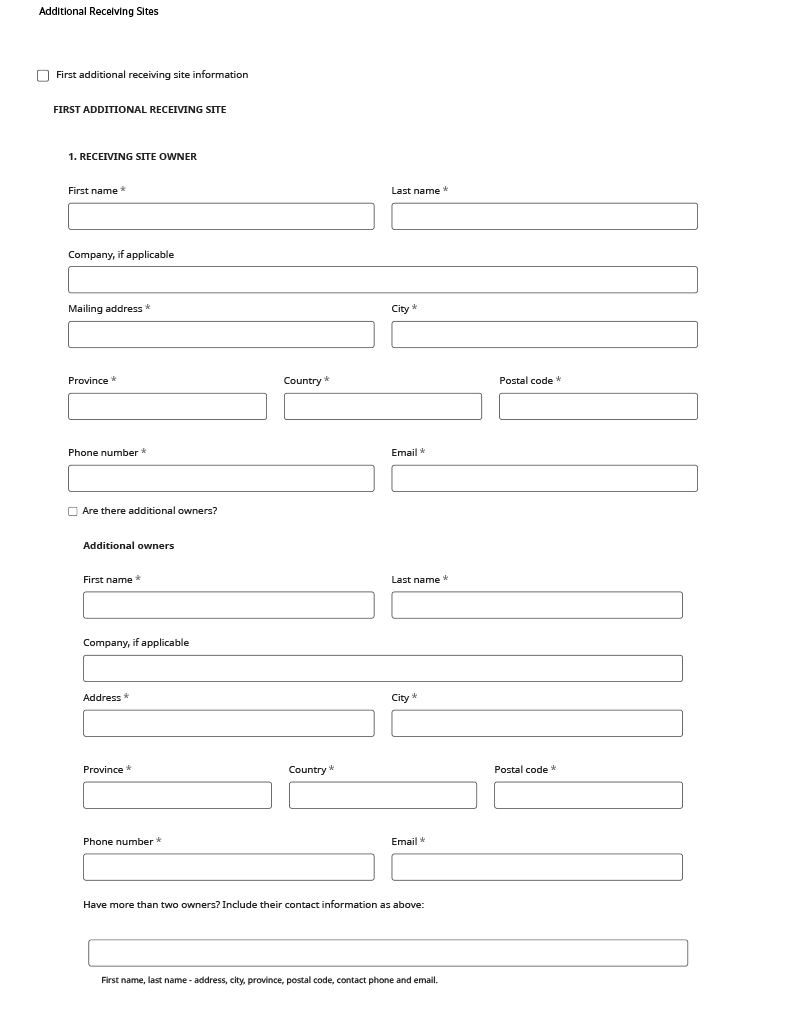 Additional Receiving Sites
First additional receiving site information
FIRST ADDITIONAL RECEIVING SITE
1. RECEIVING SITE OWNER
First name * Last name *
Company, if applicable
Mailing address * City *
Province * Country * Postal code *
Phone number * Email *
Are there additional owners?
Additional owners
First name * Last name *
Company, if applicable
Address * City *
Province * Country * Postal code *
Phone number * Email *
Have more than two owners? Include their contact information as above:
First name, last name - address, city, province, postal code, contact phone and email.